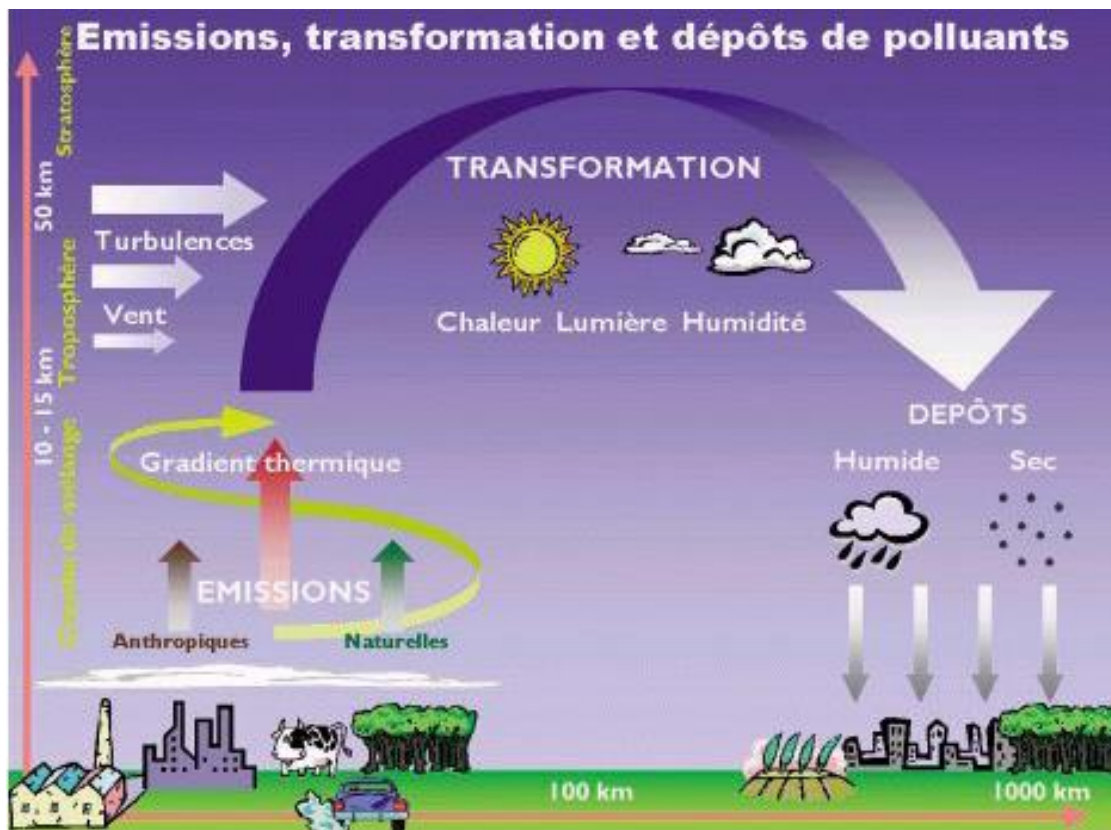 Emissions, transformation et dépôts de polluants
Stratosphère
50 km
TRANSFORMATION
Turbulences
Troposphère
Vent
Chaleur Lumière Humidité
10 - 15 km
DEPÔTS
Gradient thermique
Humide Sec
de mélange
EMISSIONS
Anthropiques Naturelles
100 km 1000 km